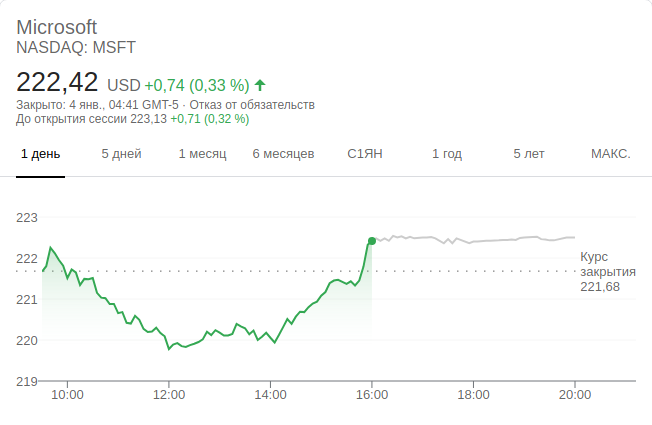 Microsoft
NASDAQ: MSFT
222,42 USD +0,74 (0,33 %)
Закрыто: 4 янв., 04:41 GMT-5 · Отказ от обязательств
До открытия сессии 223,13 +0,71 (0,32 %)
1 день 5 дней 1 месяц 6 месяцев С1ЯН 1 год 5 лет МАКС.
223
222
221
220
219
Курс
закрытия
221,68
10:00 12:00 14:00 16:00 18:00 20:00